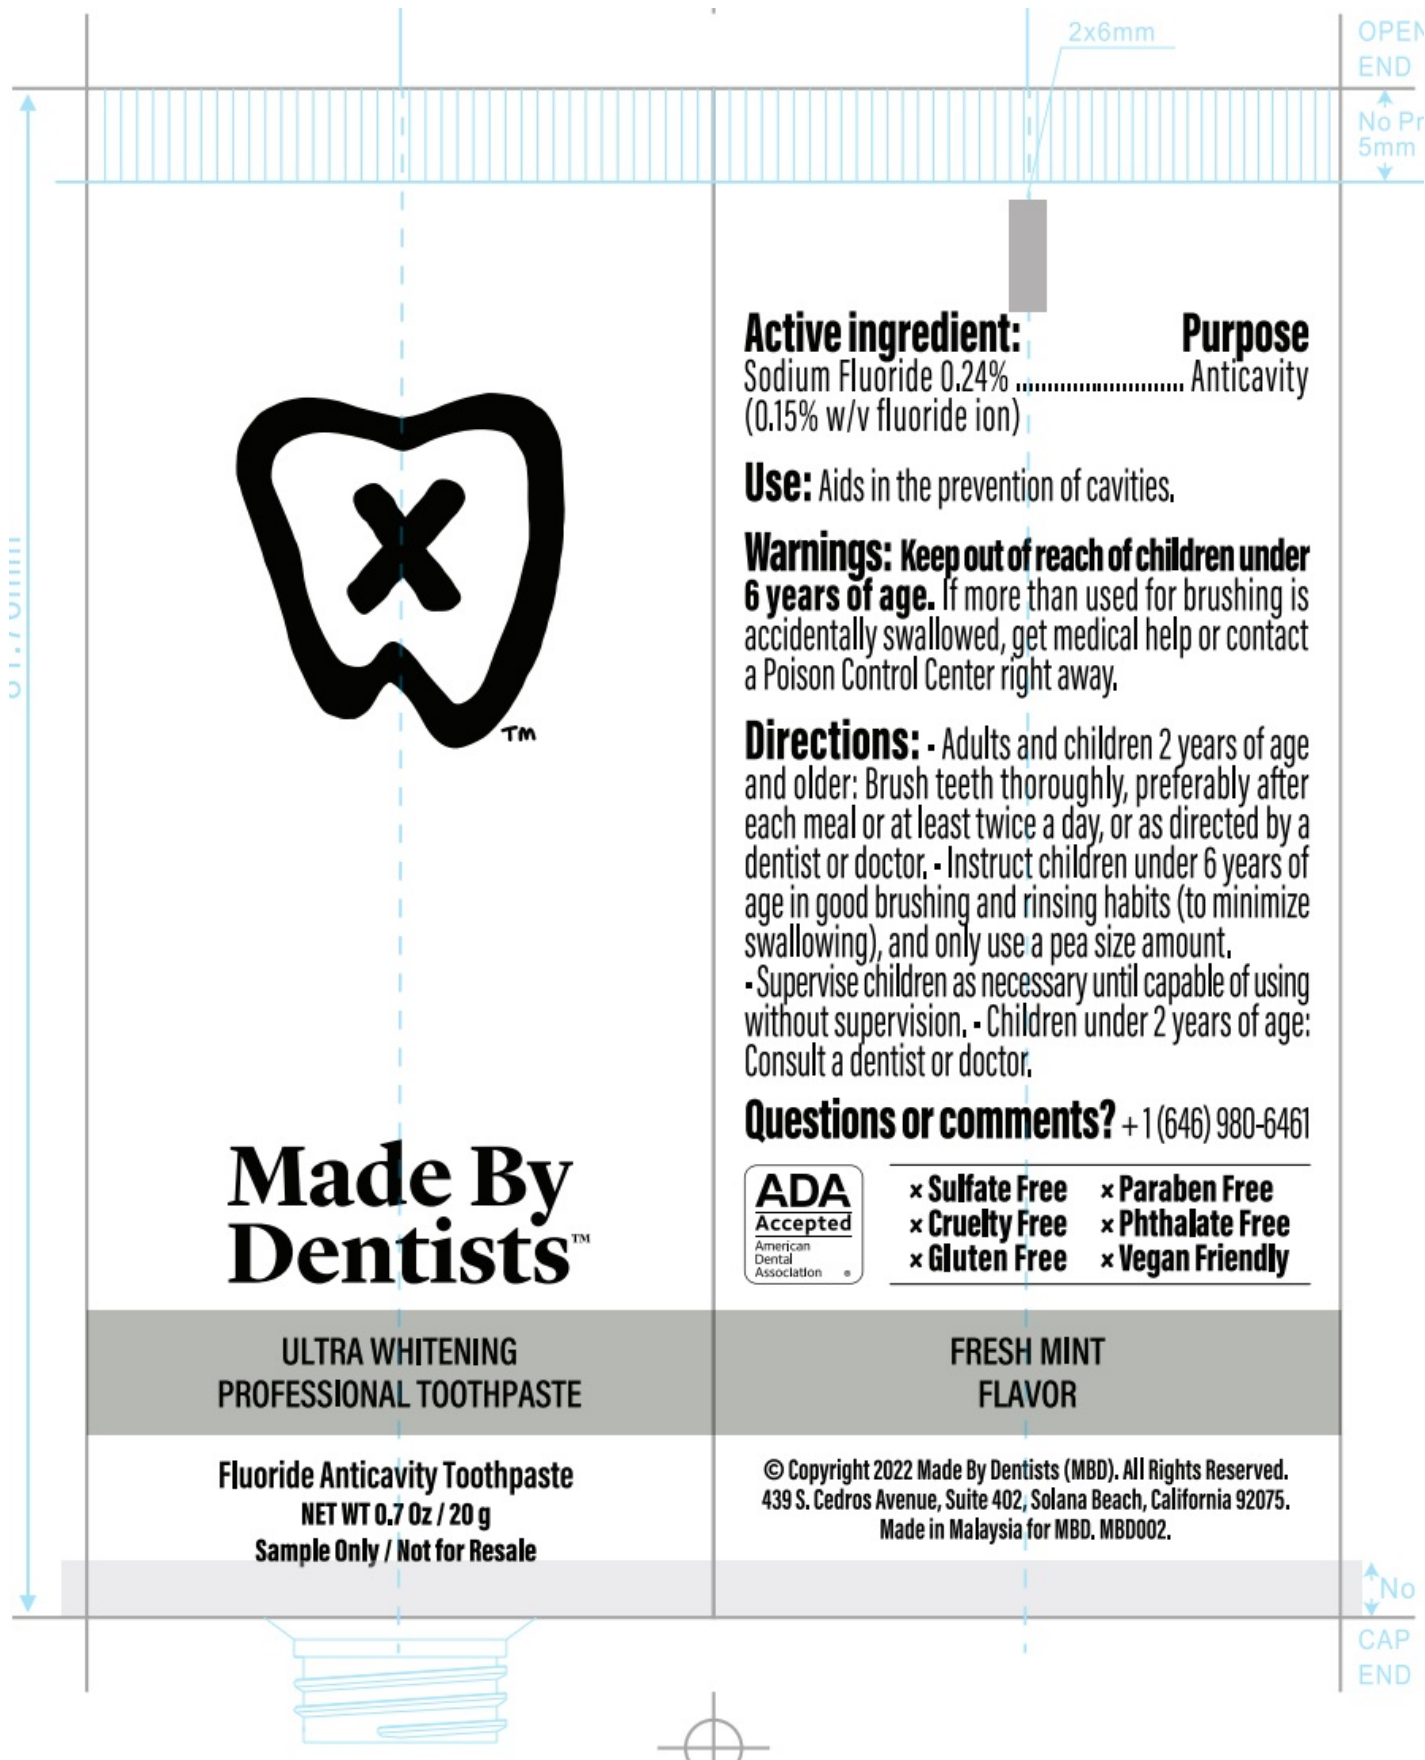 2x6mm
OPEN
END
No
5mm
Active ingredient: Purpose
Sodium Fluoride 0.24% .......................... Anticavity
(0.15% w/v fluoride ion)
Use: Aids in the prevention of cavities.
Warnings: Keep out of reach of children under
6 years of age. If more than used for brushing is
accidentally swallowed, get medical help or contact
a Poison Control Center right away.
Directions: ▪ Adults and children 2 years of age
and older: Brush teeth thoroughly, preferably after
each meal or at least twice a day, or as directed by a
dentist or doctor. ▪ Instruct children under 6 years of
age in good brushing and rinsing habits (to minimize
swallowing), and only use a pea size amount.
▪ Supervise children as necessary until capable of using
without supervision. ▪ Children under 2 years of age:
Consult a dentist or doctor.
Questions or comments? + 1 (646) 980-6461
ADA
Accepted
American
Dental
Association ®
× Sulfate Free × Paraben Free
× Cruelty Free × Phthalate Free
× Gluten Free × Vegan Friendly
FRESH MINT
FLAVOR
© Copyright 2022 Made By Dentists (MBD). All Rights Reserved.
439 S. Cedros Avenue, Suite 402, Solana Beach, California 92075.
Made in Malaysia for MBD. MBD002.
X
TM
Made By
Dentists™
ULTRA WHITENING
PROFESSIONAL TOOTHPASTE
Fluoride Anticavity Toothpaste
NET WT 0.7 Oz / 20 g
Sample Only / Not for Resale
No
CAP
END